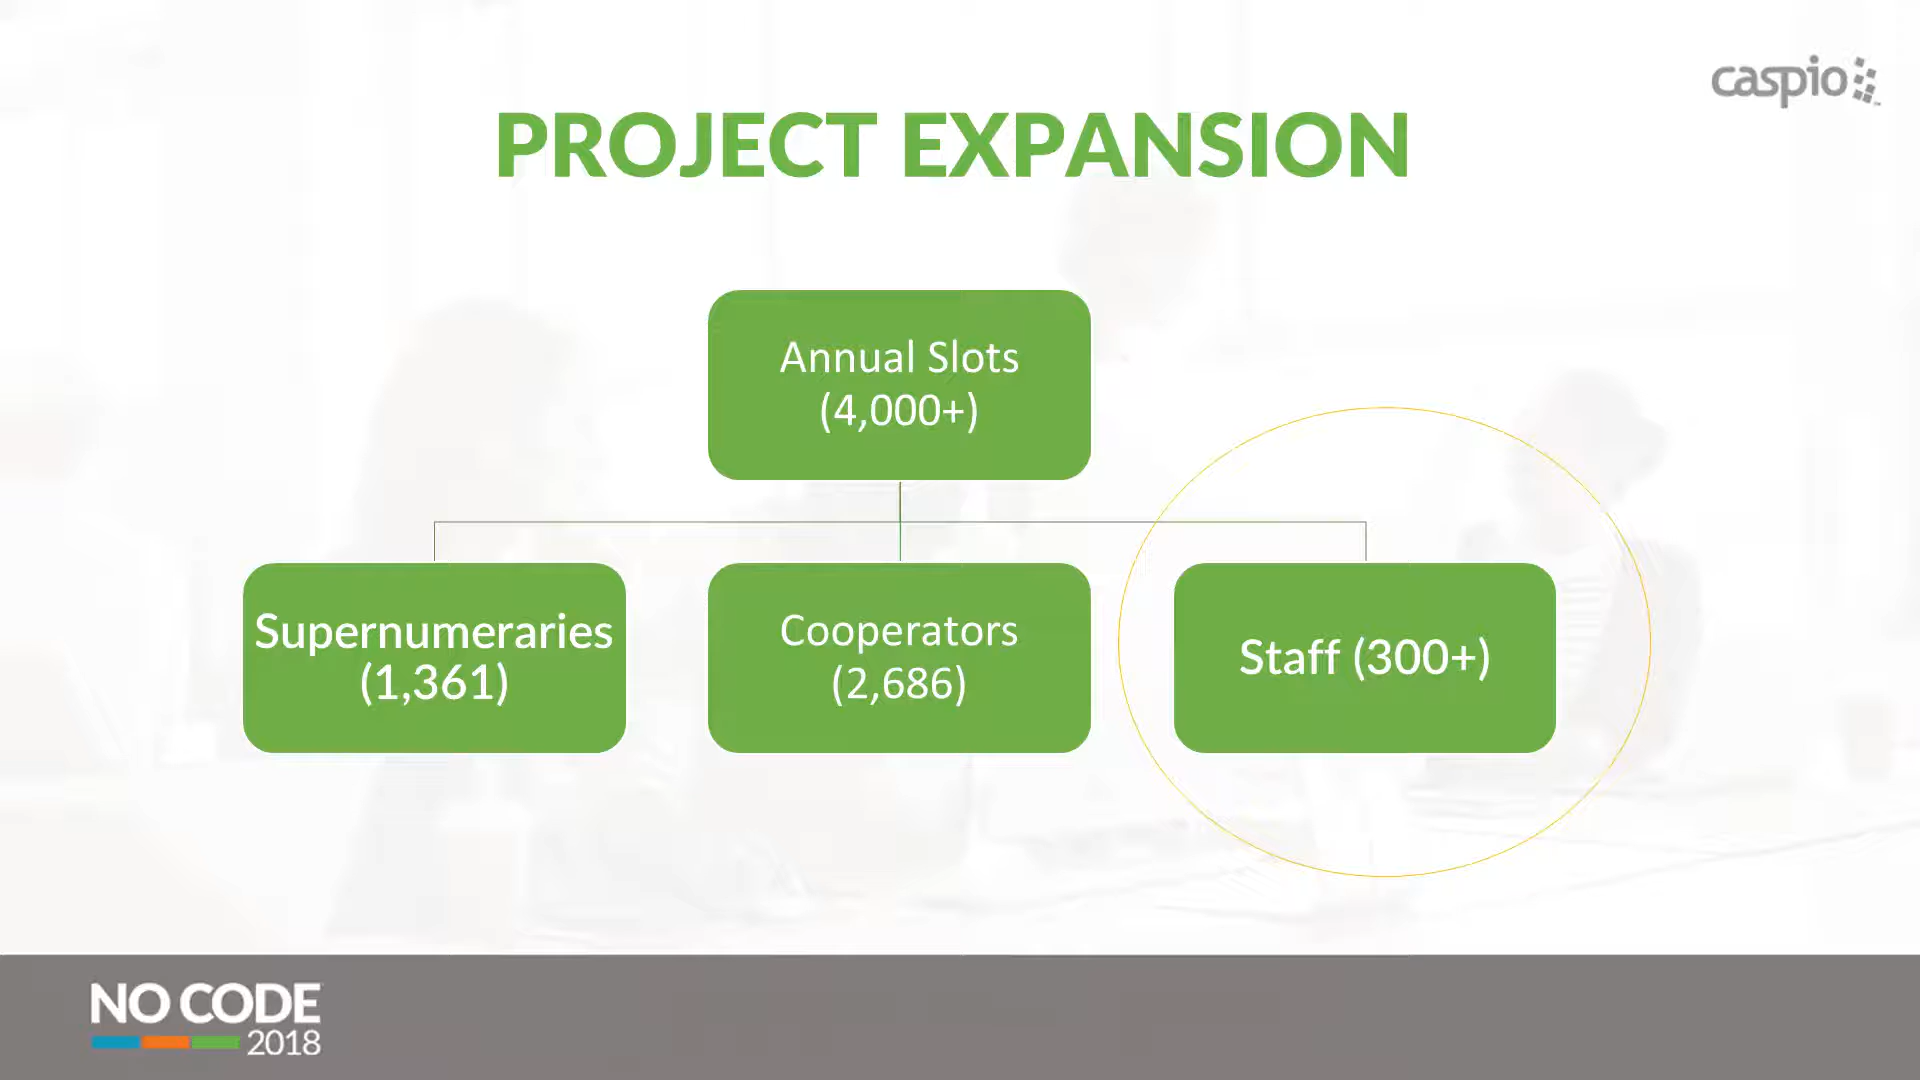 caspio
PROJECT EXPANSION
Annual Slots
(4,000+)
Supernumeraries
(1,361)
Cooperators
(2,686)
Staff (300+)
NO CODE
2018